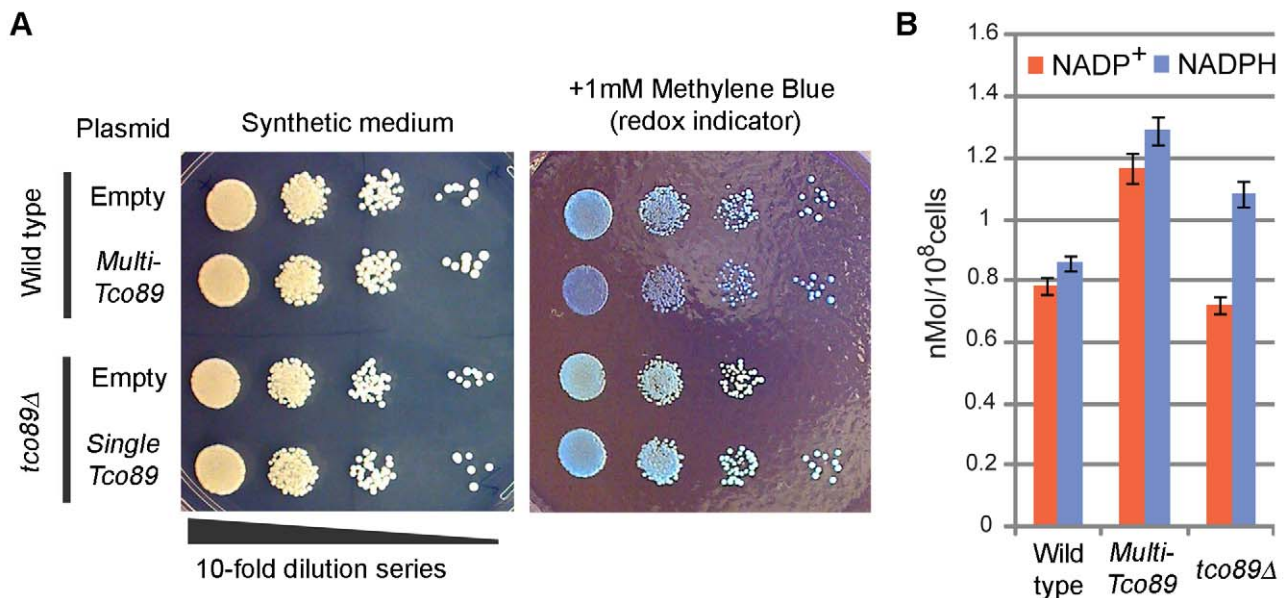 A
Plasmid
Synthetic medium
+1mM Methylene Blue
(redox indicator)
Wild type
Empty
Multi-
Tco89
tco89Δ
Empty
Single
Tco89
10-fold dilution series
B
NADP+ NADPH
nMol/10^8cells
1.6
1.4
1.2
1
0.8
0.6
0.4
0.2
0
Wild
type
Multi-
Tco89
tco89Δ